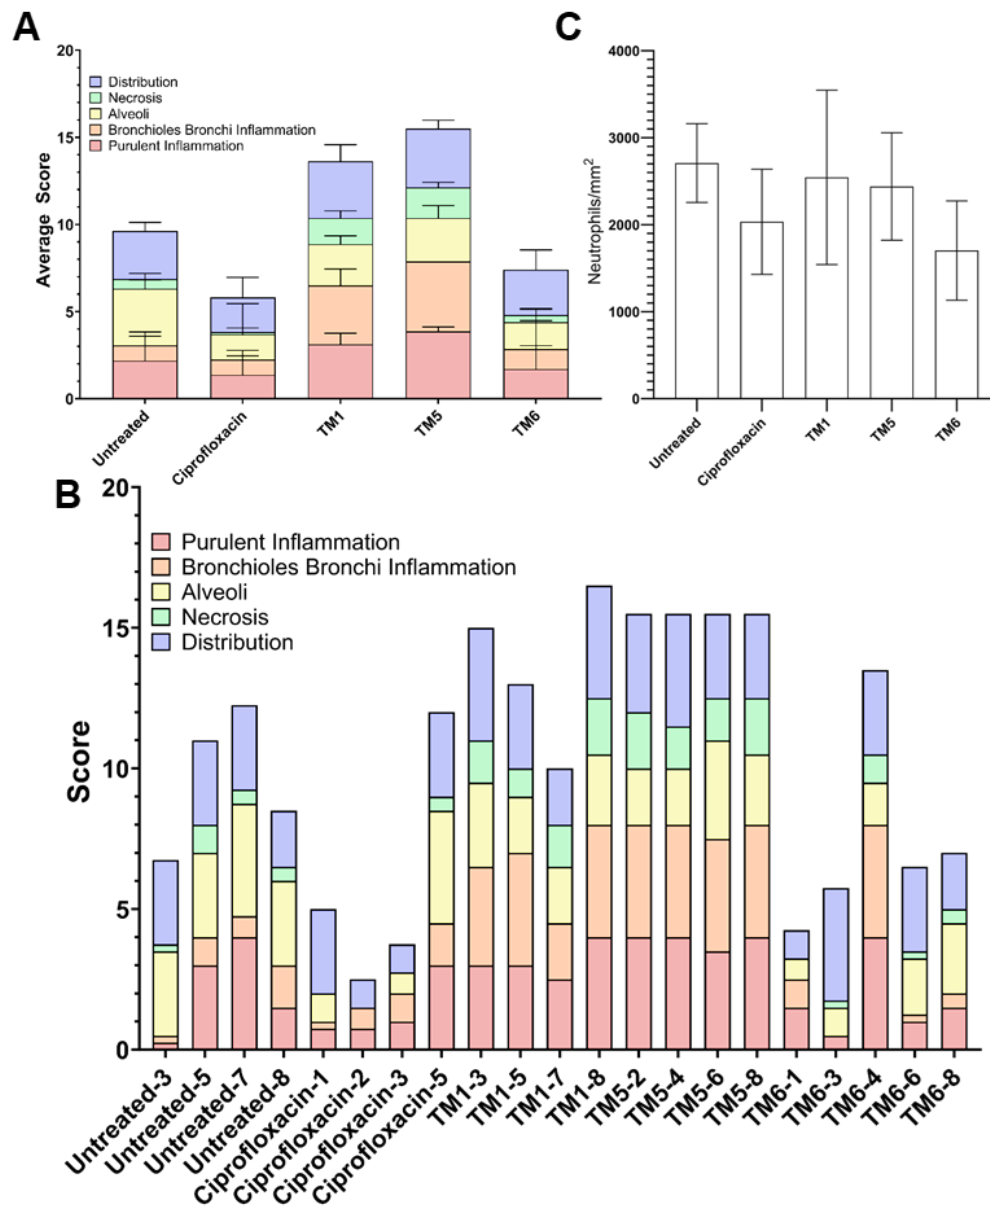 A
20
15
10
5
0
Average Score
Distribution
Necrosis
Alveoli
Bronchioles Bronchi Inflammation
Purulent Inflammation
Untreated
Ciprofloxacin
TM1
TM5
TM6
C
4000
3000
2000
1000
0
Neutrophils/mm²
Untreated
Ciprofloxacin
TM1
TM5
TM6
B
20
15
10
5
0
Score
Purulent Inflammation
Bronchioles Bronchi Inflammation
Alveoli
Necrosis
Distribution
Untreated-3
Untreated-5
Untreated-7
Untreated-8
Ciprofloxacin-1
Ciprofloxacin-2
Ciprofloxacin-3
Ciprofloxacin-5
TM1-3
TM1-5
TM1-7
TM1-8
TM5-2
TM5-4
TM5-6
TM5-8
TM6-1
TM6-3
TM6-4
TM6-6
TM6-8